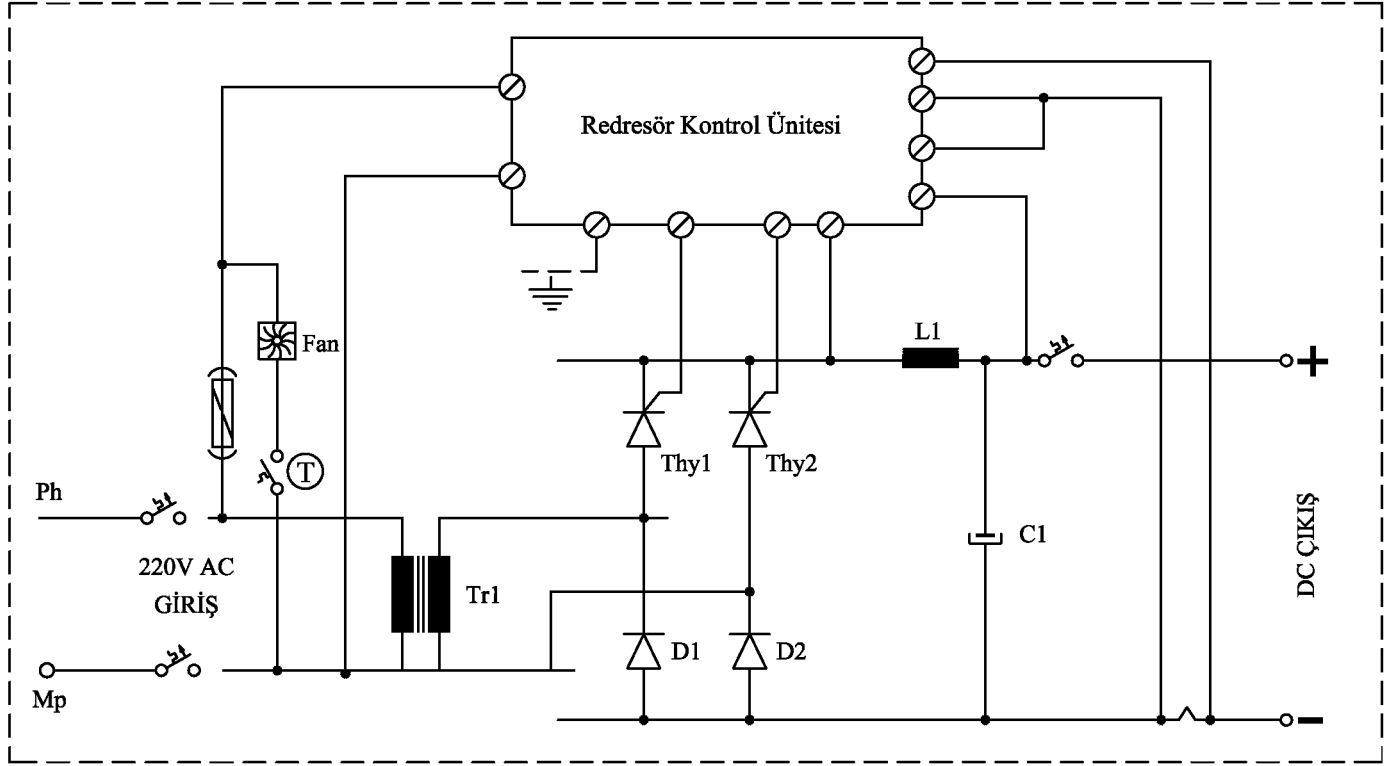 Redresör Kontrol Ünitesi
Fan
L1
T
Thy1
Thy2
Ph
220V AC
GİRİŞ
Tr1
C1
DC ÇIKIŞ
D1
D2
Mp